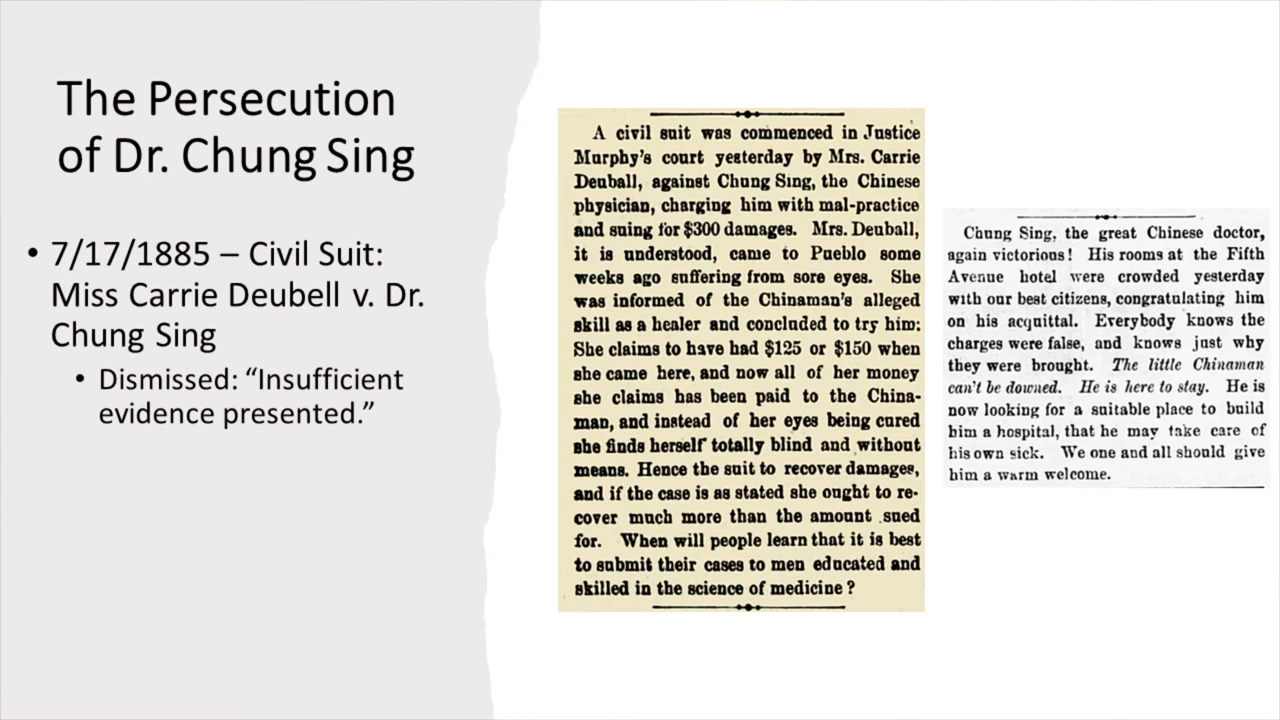 The Persecution
of Dr. Chung Sing
• 7/17/1885 – Civil Suit:
Miss Carrie Deubell v. Dr.
Chung Sing
• Dismissed: “Insufficient
evidence presented.”
A civil suit was commenced in Justice
Murphy's court yesterday by Mrs. Carrie
Deuball, against Chung Sing, the Chinese
physician, charging him with mal-practice
and suing for $300 damages. Mrs. Deuball,
it is understood, came to Pueblo some
weeks ago suffering from sore eyes. She
was informed of the Chinaman's alleged
skill as a healer and concluded to try him;
She claims to have had $125 or $150 when
she came here, and now all of her money
she claims has been paid to the China-
man, and instead of her eyes being cured
she finds herself totally blind and without
means. Hence the suit to recover damages,
and if the case is as stated she ought to re-
cover much more than the amount sued
for. When will people learn that it is best
to submit their cases to men educated and
skilled in the science of medicine?
Chung Sing, the great Chinese doctor,
again victorious! His rooms at the Fifth
Avenue hotel were crowded yesterday
with our best citizens, congratulating him
on his acquittal. Everybody knows the
charges were false, and knows just why
they were brought. The little Chinaman
can't be downed. He is here to stay. He is
now looking for a suitable place to build
him a hospital, that he may take care of
his own sick. We one and all should give
him a warm welcome.